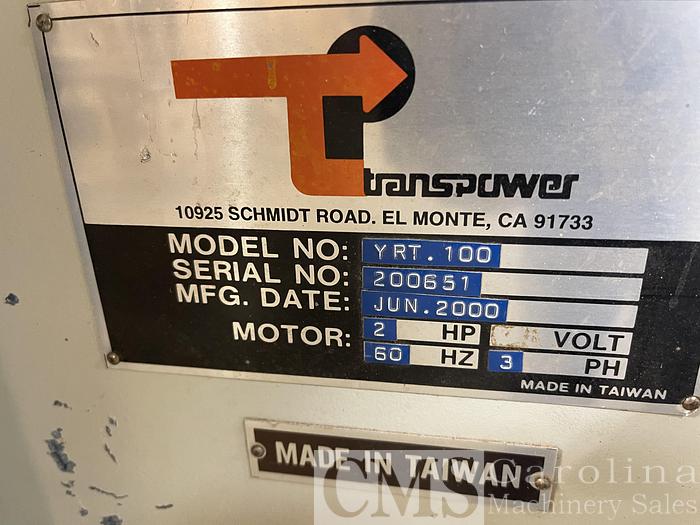 transpower
10925 SCHMIDT ROAD. EL MONTE, CA 91733
MODEL NO: YRT.100
SERIAL NO: 200651
MFG. DATE: JUN.2000
MOTOR: 2 HP VOLT
60 HZ 3 PH
MADE IN TAIWAN
MADE IN TAIWAN
CMS Carolina
Machinery Sales